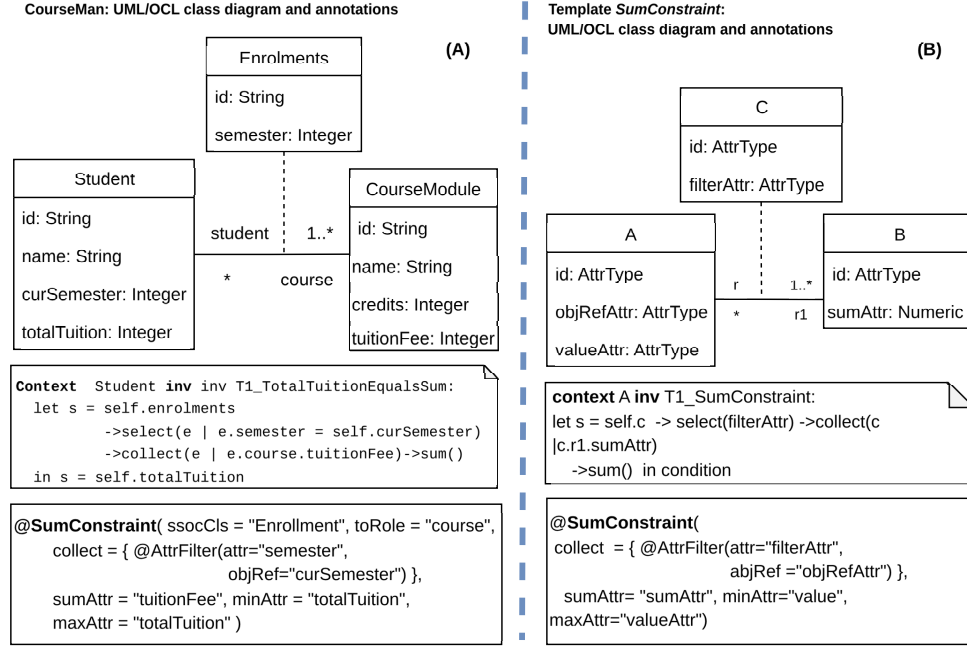 CourseMan: UML/OCL class diagram and annotations
(A)
Enrolments
id: String
semester: Integer
Student
id: String
name: String
curSemester: Integer
totalTuition: Integer
student
1..*
*
course
CourseModule
id: String
name: String
credits: Integer
tuitionFee: Integer
Context Student inv inv T1_TotalTuitionEqualsSum:
let s = self.enrolments
->select(e | e.semester = self.curSemester)
->collect(e | e.course.tuitionFee)->sum()
in s = self.totalTuition
@SumConstraint( ssocCls = "Enrollment", toRole = "course",
collect = { @AttrFilter(attr="semester",
objRef="curSemester") },
sumAttr = "tuitionFee", minAttr = "totalTuition",
maxAttr = "totalTuition" )
Template SumConstraint:
UML/OCL class diagram and annotations
(B)
C
id: AttrType
filterAttr: AttrType
A
id: AttrType
objRefAttr: AttrType
valueAttr: AttrType
r
1..*
*
r1
B
id: AttrType
sumAttr: Numeric
context A inv T1_SumConstraint:
let s = self.c -> select(filterAttr) ->collect(c
|c.r1.sumAttr)
->sum() in condition
@SumConstraint(
collect = { @AttrFilter(attr="filterAttr",
abjRef ="objRefAttr") },
sumAttr= "sumAttr", minAttr="value",
maxAttr="valueAttr")